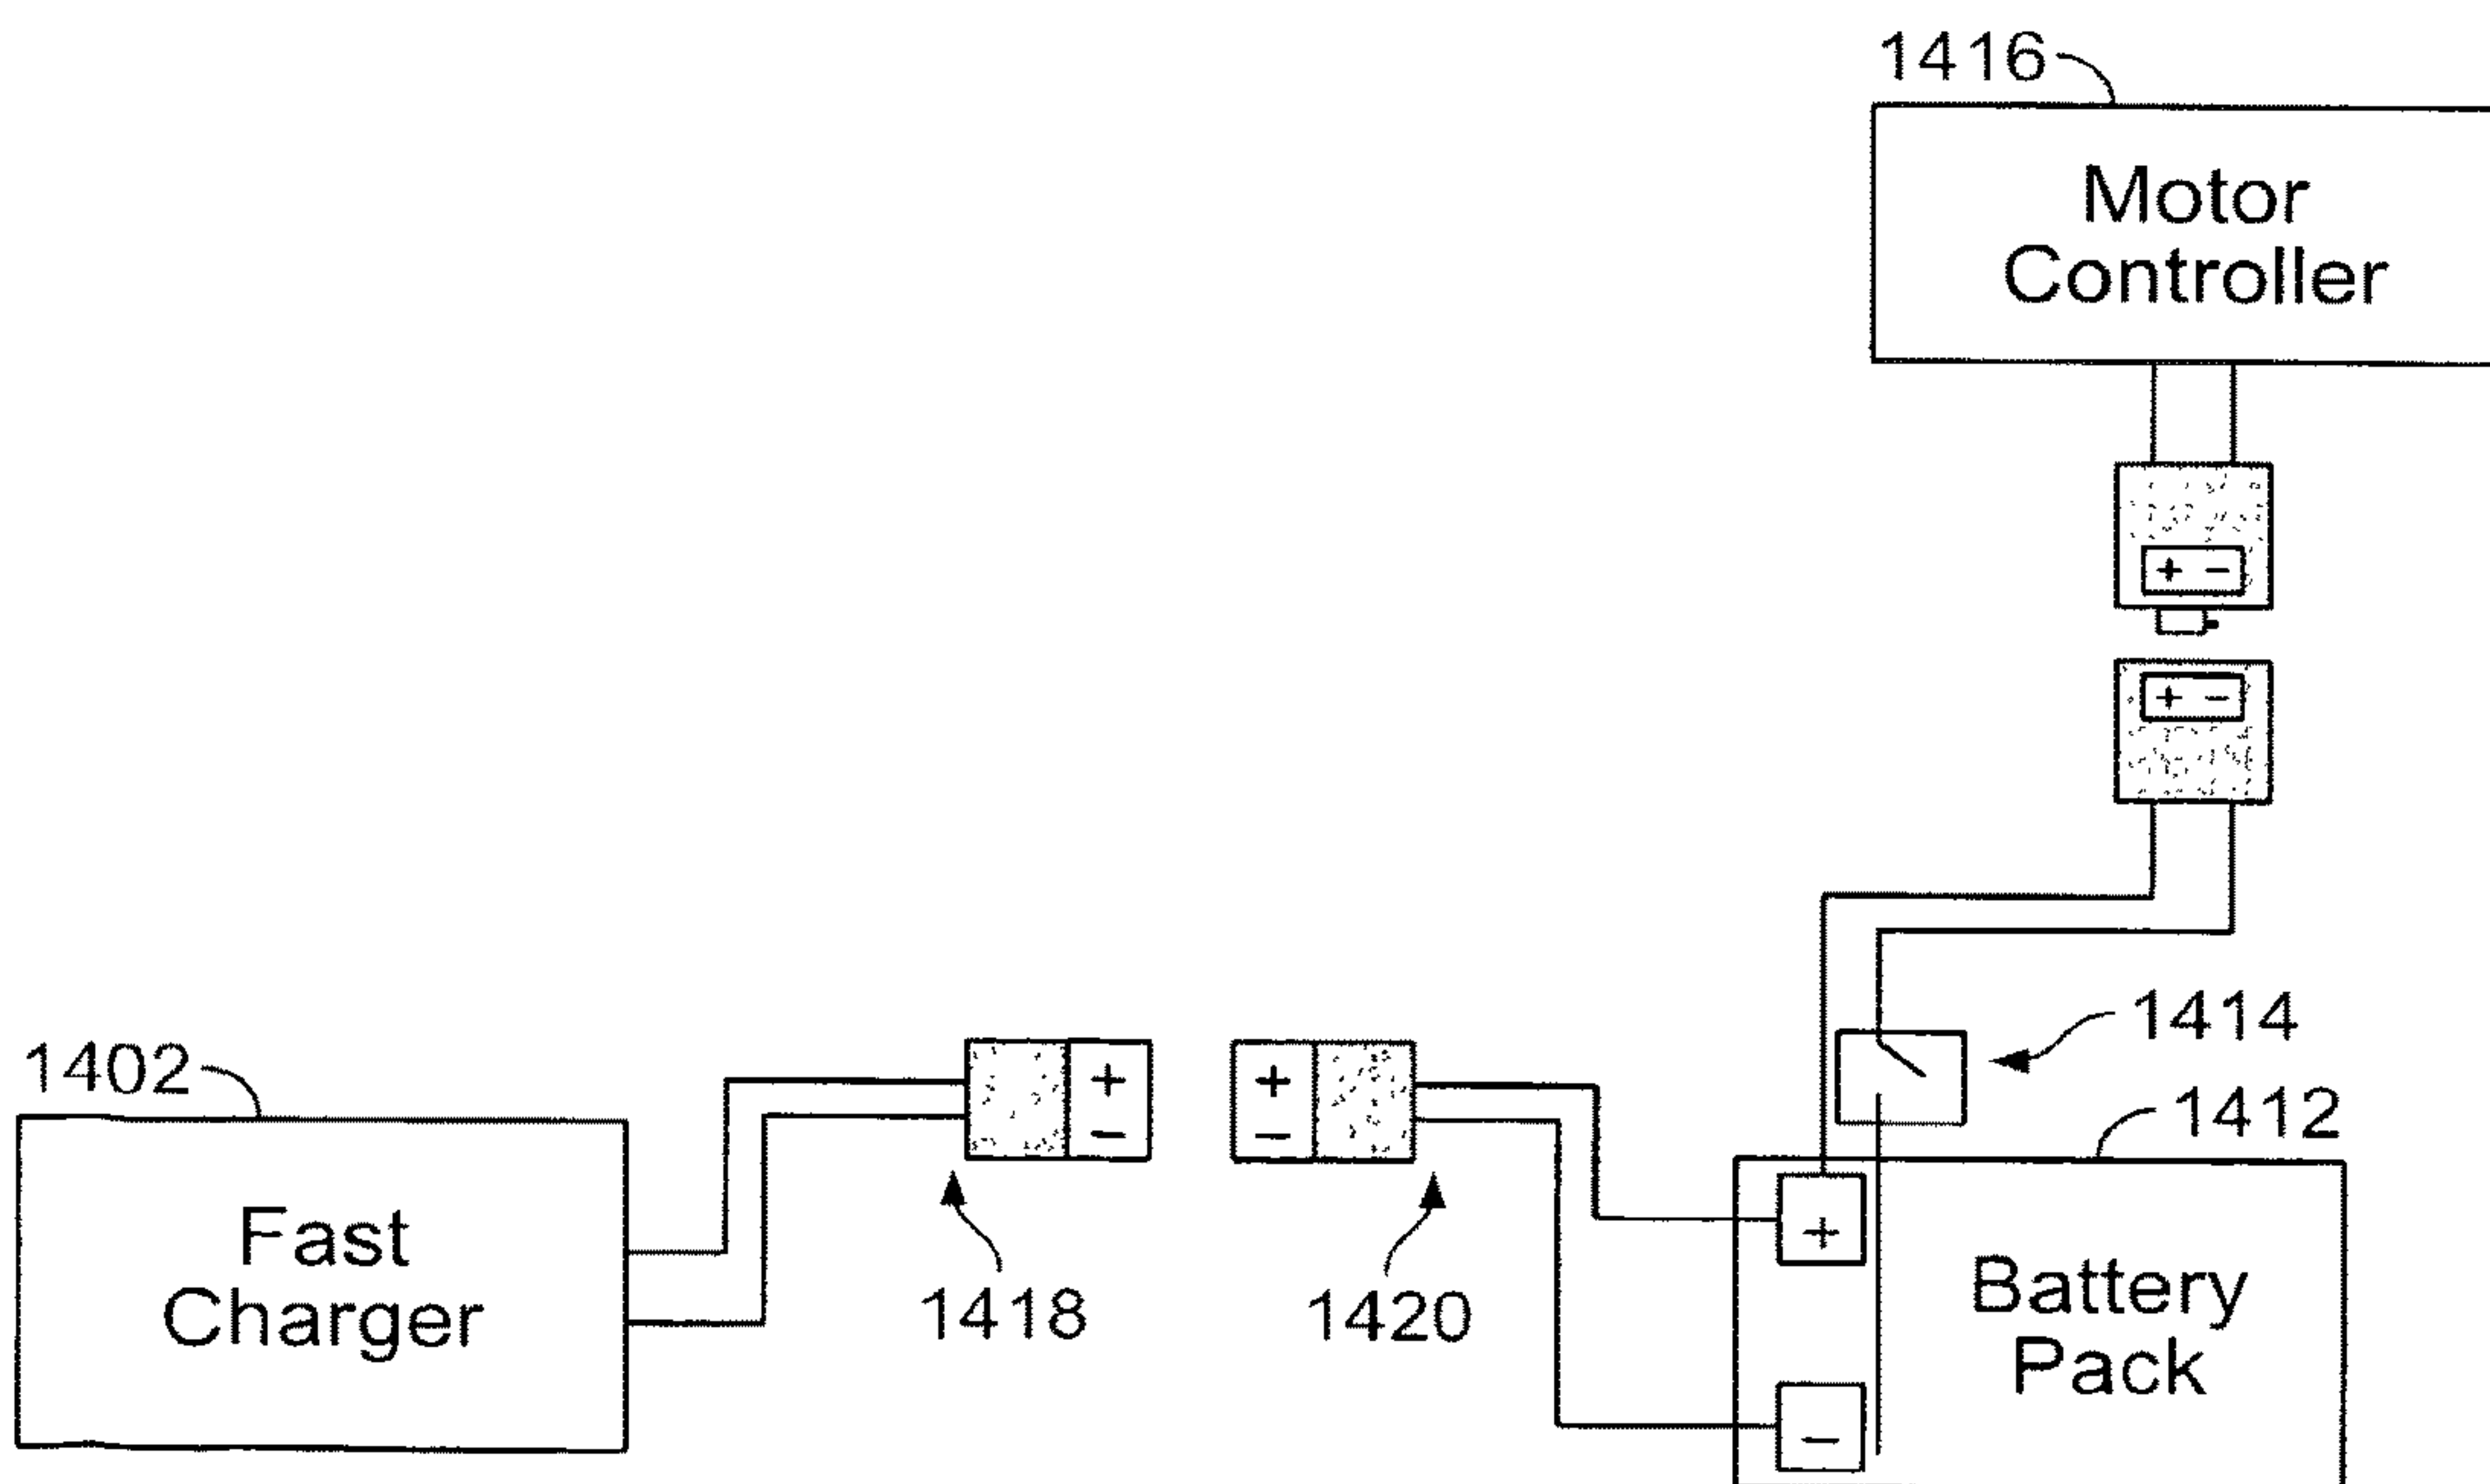 1416
Motor
Controller
+ -
+ -
1414
1402
+
-
+
-
1412
Fast
Charger
1418
1420
+
-
Battery
Pack